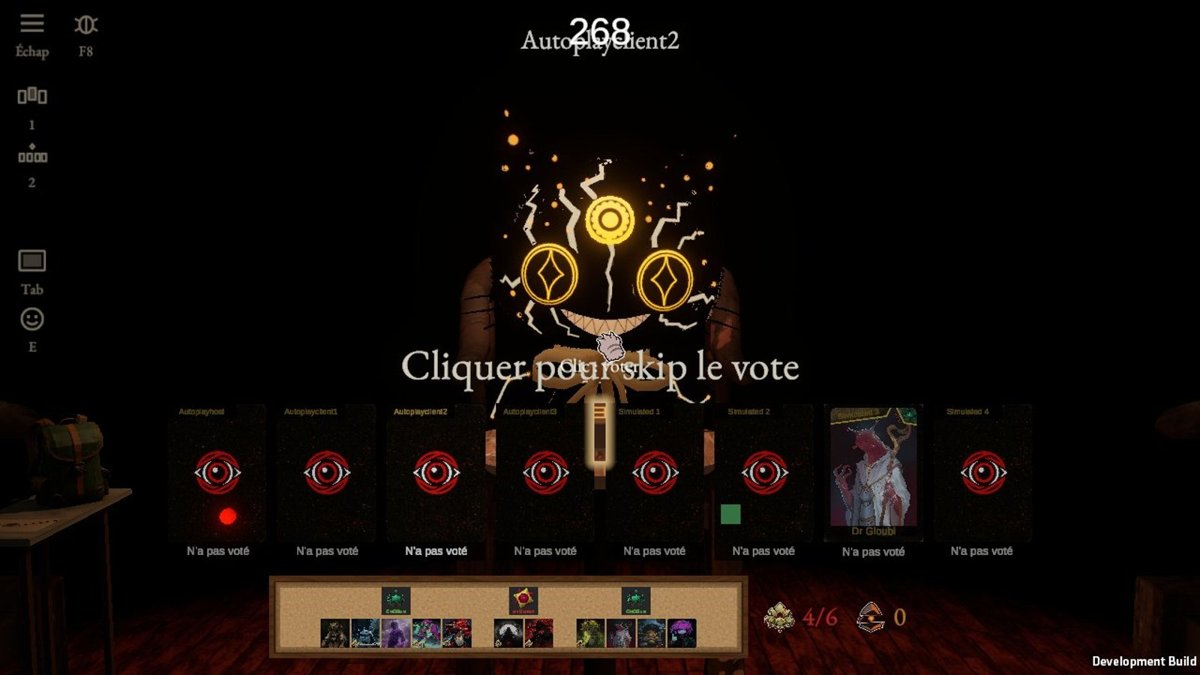 268
Autoplayclient2
Échap
F8
1
2
Tab
E
Cliquer pour skip le vote
Autoplayhost
Autoplayclient1
Autoplayclient2
Autoplayclient3
Simulated 1
Simulated 2
Simulated 3
Simulated 4
Dr Gloubi
N'a pas voté
N'a pas voté
N'a pas voté
N'a pas voté
N'a pas voté
N'a pas voté
N'a pas voté
N'a pas voté
4/6
0
Development Build